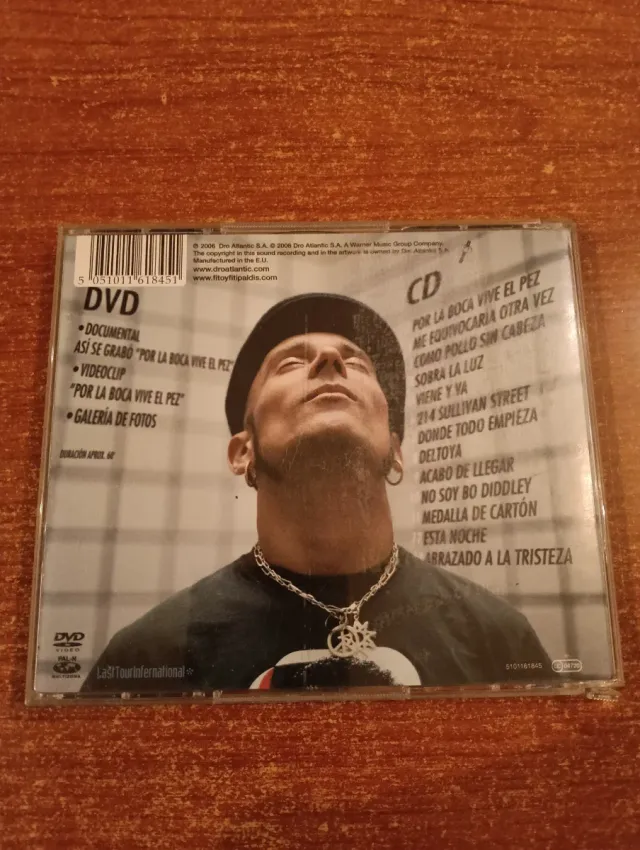 ℗ 2006 Dro Atlantic S.A. © 2006 Dro Atlantic S.A. A Warner Music Group Company.
The copyright in this sound recording and in the artwork is owned by Dro Atlantic S.A.
Manufactured in the E.U.
www.droatlantic.com
www.fitoyfitipaldis.com
5 051011 618451
DVD
• DOCUMENTAL
ASÍ SE GRABÓ "POR LA BOCA VIVE EL PEZ"
• VIDEOCLIP
"POR LA BOCA VIVE EL PEZ"
• GALERÍA DE FOTOS
DURACIÓN APROX. 60'
CD
POR LA BOCA VIVE EL PEZ
ME EQUIVOCARÍA OTRA VEZ
COMO POLLO SIN CABEZA
SOBRA LA LUZ
VIENE Y VA
214 SULLIVAN STREET
DONDE TODO EMPIEZA
DELTOYA
ACABO DE LLEGAR
NO SOY BO DIDDLEY
MEDALLA DE CARTÓN
ESTA NOCHE
ABRAZADO A LA TRISTEZA
DVD
VIDEO
LastTourInternational
5101161845